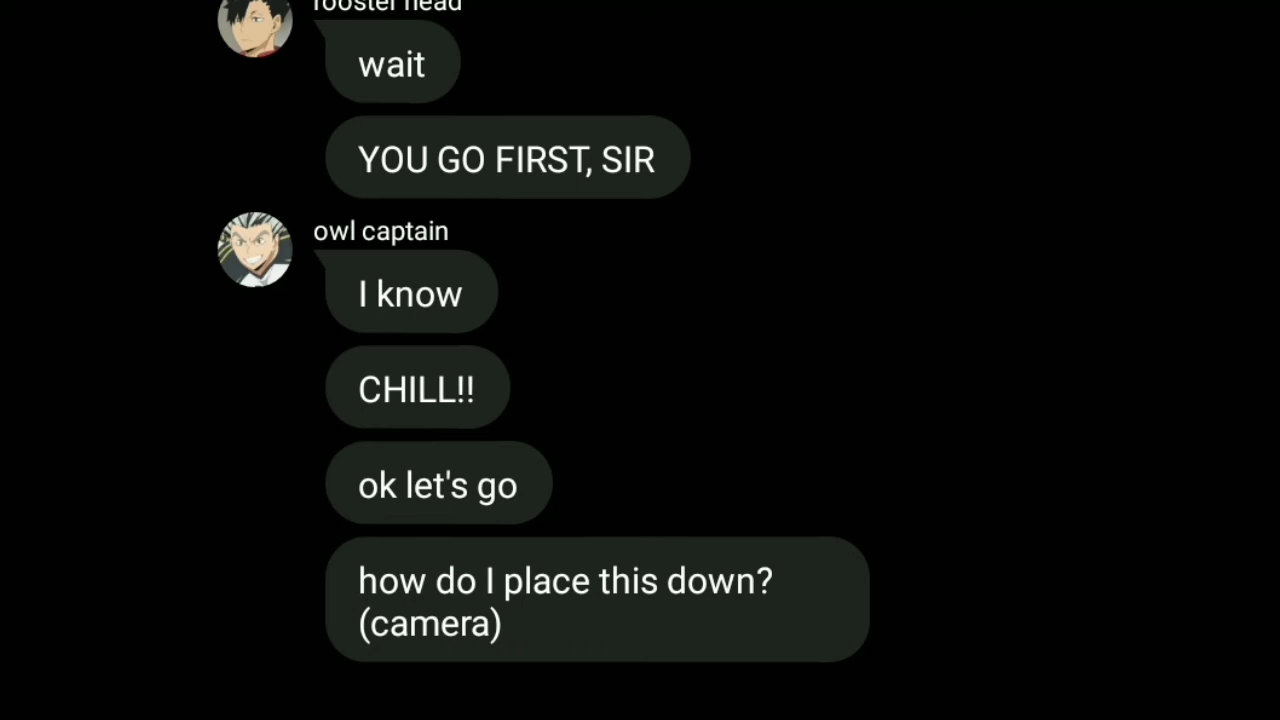 rooster head
wait
YOU GO FIRST, SIR
owl captain
I know
CHILL!!
ok let's go
how do I place this down?
(camera)